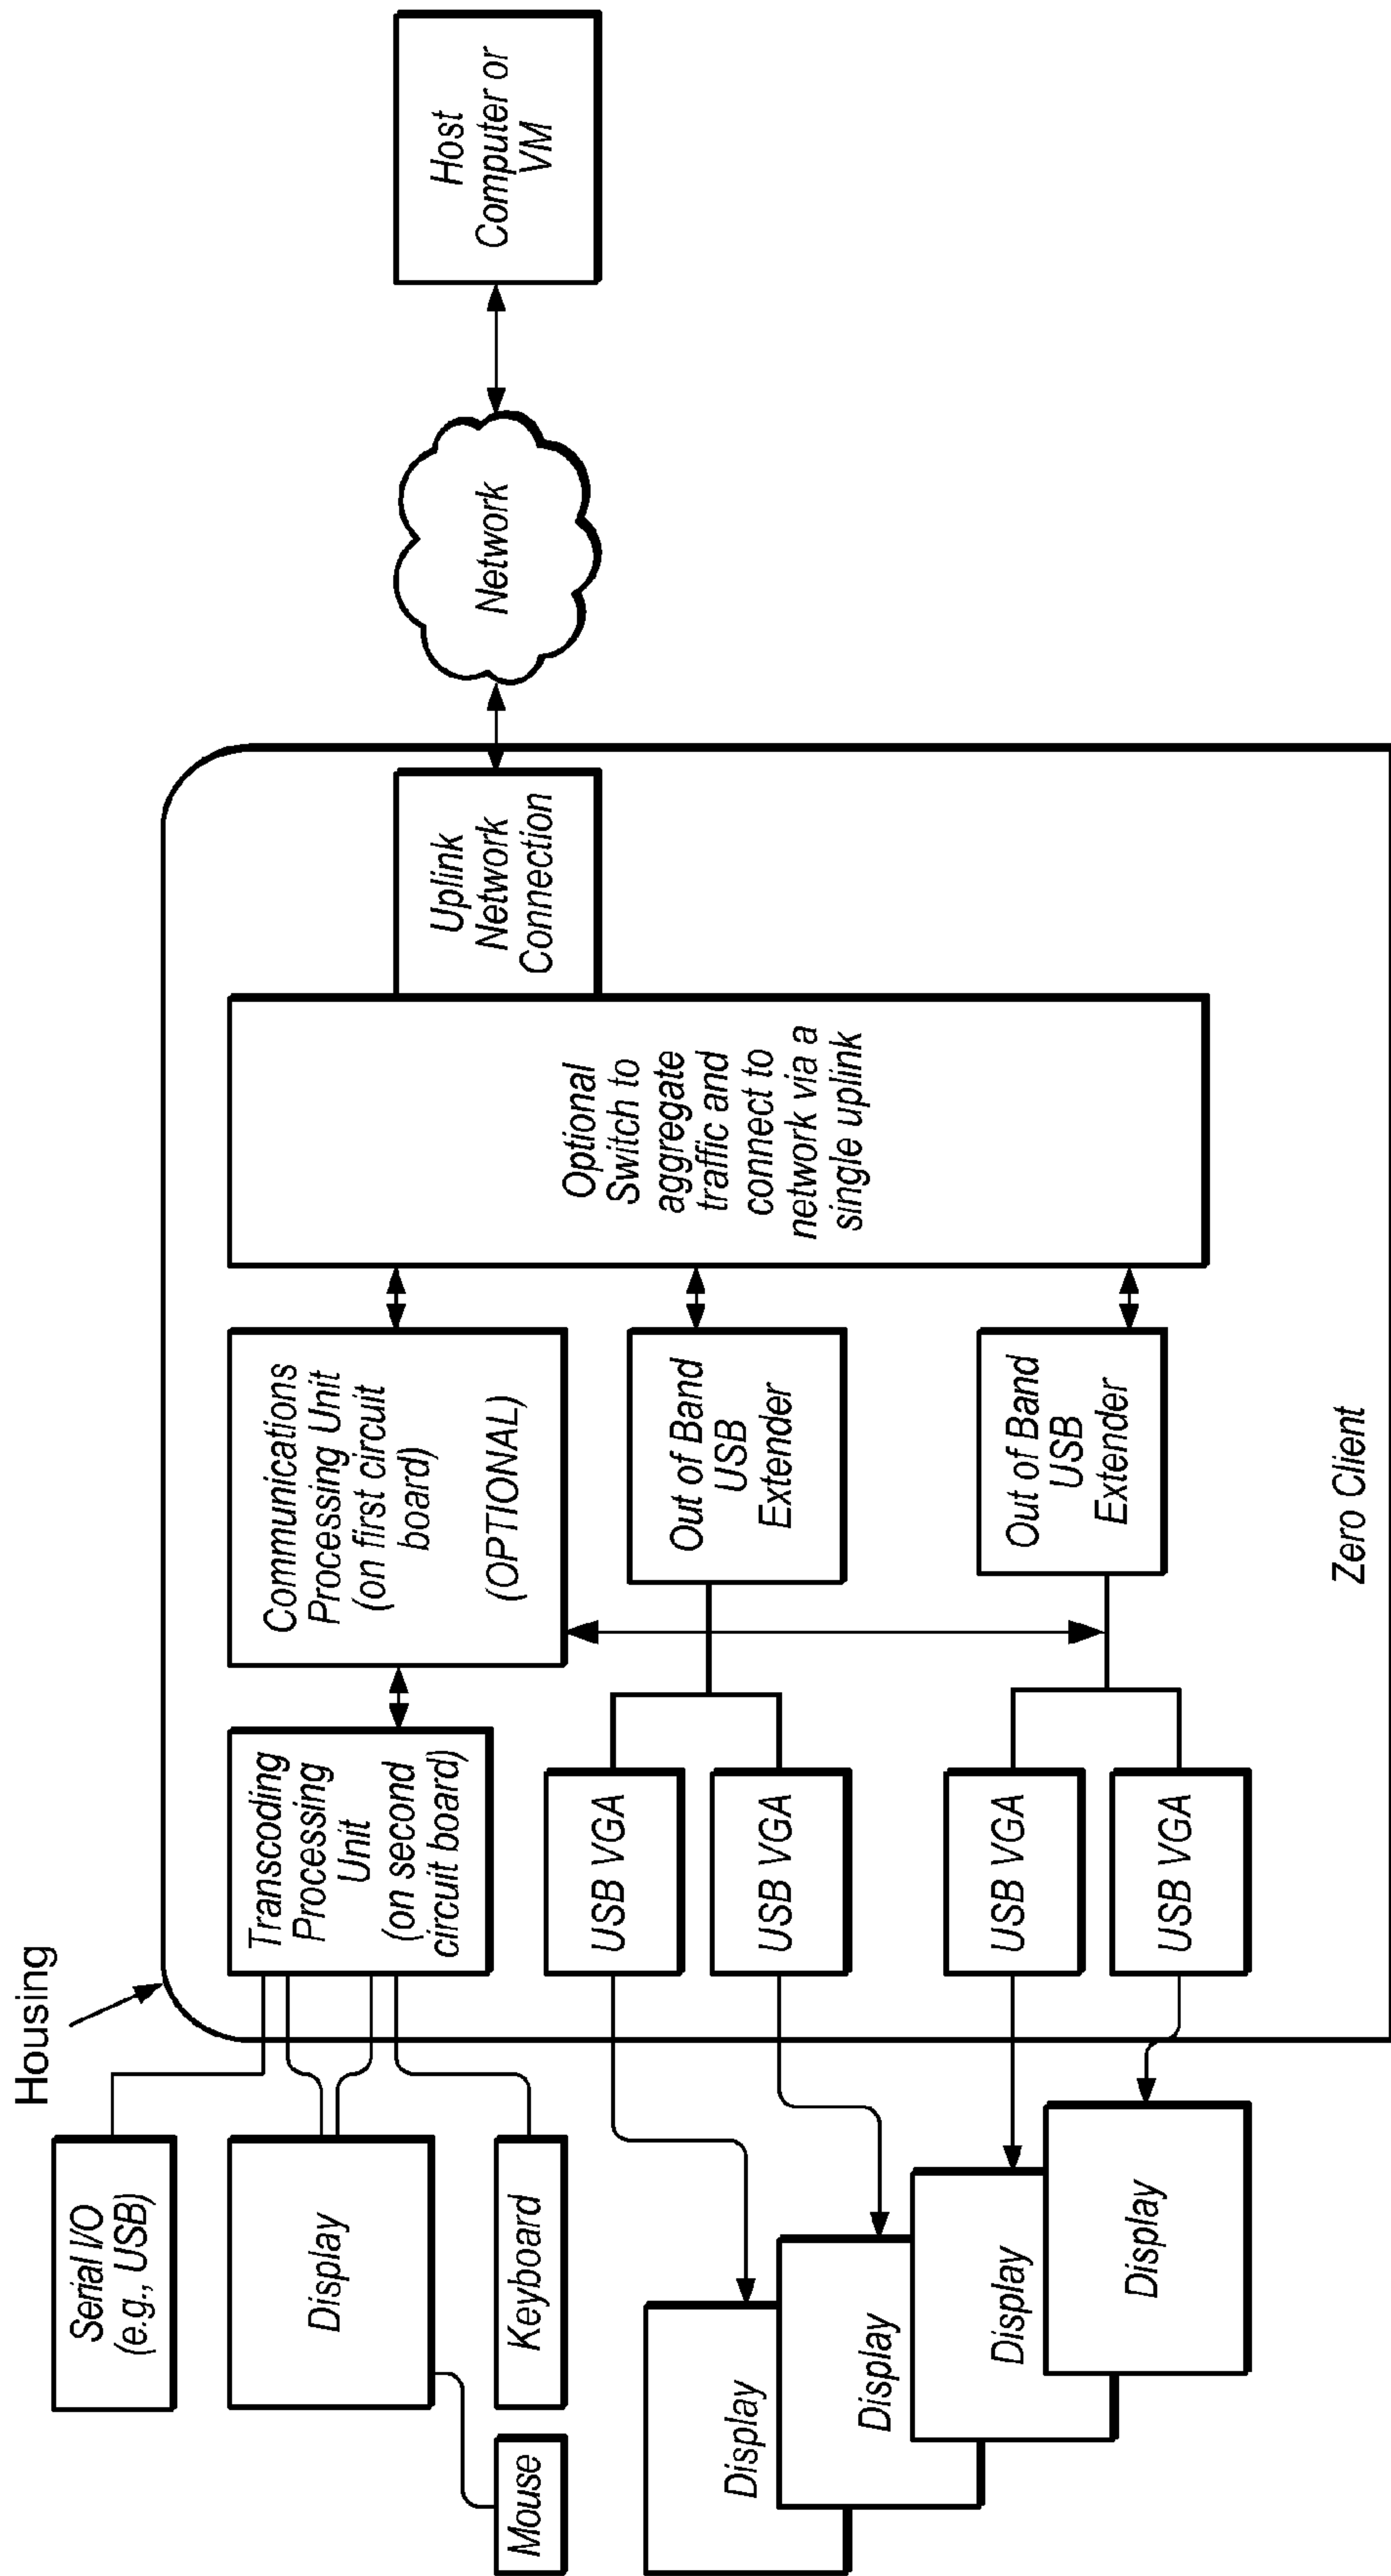 Housing
Serial I/O
(e.g., USB)
Display
Keyboard
Mouse
Transcoding
Processing
Unit
(on second
circuit board)
Communications
Processing Unit
(on first circuit
board)
(OPTIONAL)
Optional
Switch to
aggregate
traffic and
connect to
network via a
single uplink
Uplink
Network
Connection
Network
Host
Computer or
VM
USB VGA
USB VGA
Out of Band
USB
Extender
USB VGA
USB VGA
Out of Band
USB
Extender
Display
Display
Display
Display
Zero Client